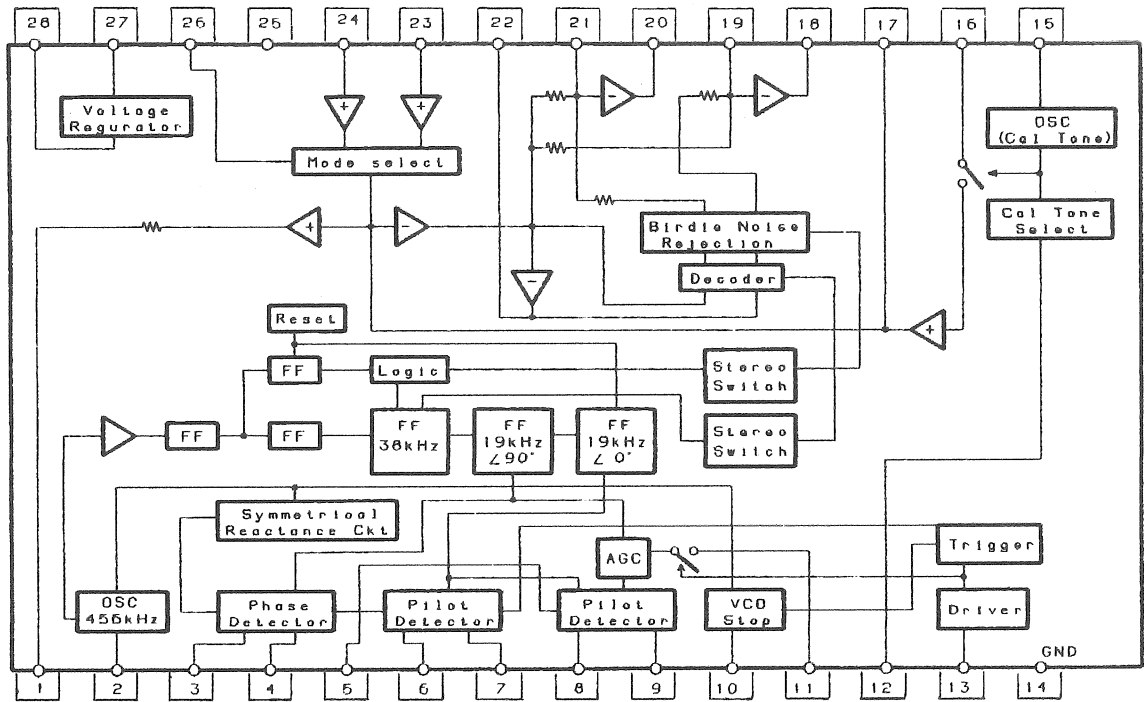 28 27 26 25 24 23 22 21 20 19 18 17 16 15
Voltage
Regurator
Mode select
OSC
(Cal Tone)
Cal Tone
Select
Birdie Noise
Rejection
Decoder
Reset
FF
Logic
Stereo
Switch
FF
FF
FF
38kHz
FF
19kHz
∠90°
FF
19kHz
∠ 0°
Stereo
Switch
Symmetrical
Reactance Ckt
AGC
Trigger
OSC
456kHz
Phase
Detector
Pilot
Detector
Pilot
Detector
VCO
Stop
Driver
GND
1 2 3 4 5 6 7 8 9 10 11 12 13 14